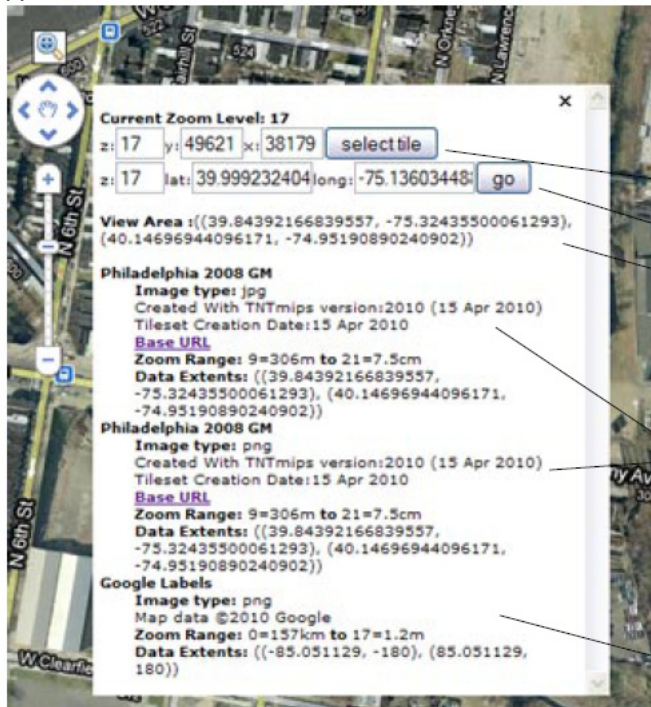 522
524
N Orkne
N Lawrenc
500
N 6th St
Current Zoom Level: 17
z: 17 y: 49621 x: 38179 select tile
z: 17 lat: 39.999232404 long: -75.13603448 go
View Area :((39.84392166839557, -75.32435500061293),
(40.14696944096171, -74.95190890240902))
Philadelphia 2008 GM
Image type: jpg
Created With TNTmips version:2010 (15 Apr 2010)
Tileset Creation Date:15 Apr 2010
Base URL
Zoom Range: 9=306m to 21=7.5cm
Data Extents: ((39.84392166839557,
-75.32435500061293), (40.14696944096171,
-74.95190890240902))
Philadelphia 2008 GM
Image type: png
Created With TNTmips version:2010 (15 Apr 2010)
Tileset Creation Date:15 Apr 2010
Base URL
Zoom Range: 9=306m to 21=7.5cm
Data Extents: ((39.84392166839557,
-75.32435500061293), (40.14696944096171,
-74.95190890240902))
Google Labels
Image type: png
Map data ©2010 Google
Zoom Range: 0=157km to 17=1.2m
Data Extents: ((-85.051129, -180), (85.051129,
180))
ny Av
30
N 6th St
W Clearfie